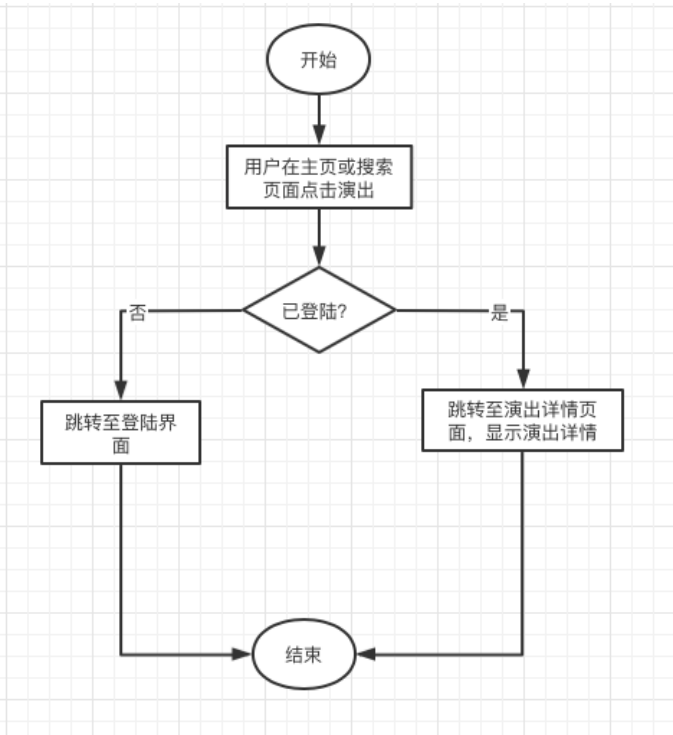 开始
用户在主页或搜索
页面点击演出
已登陆?
否
是
跳转至登陆界
面
跳转至演出详情页
面，显示演出详情
结束